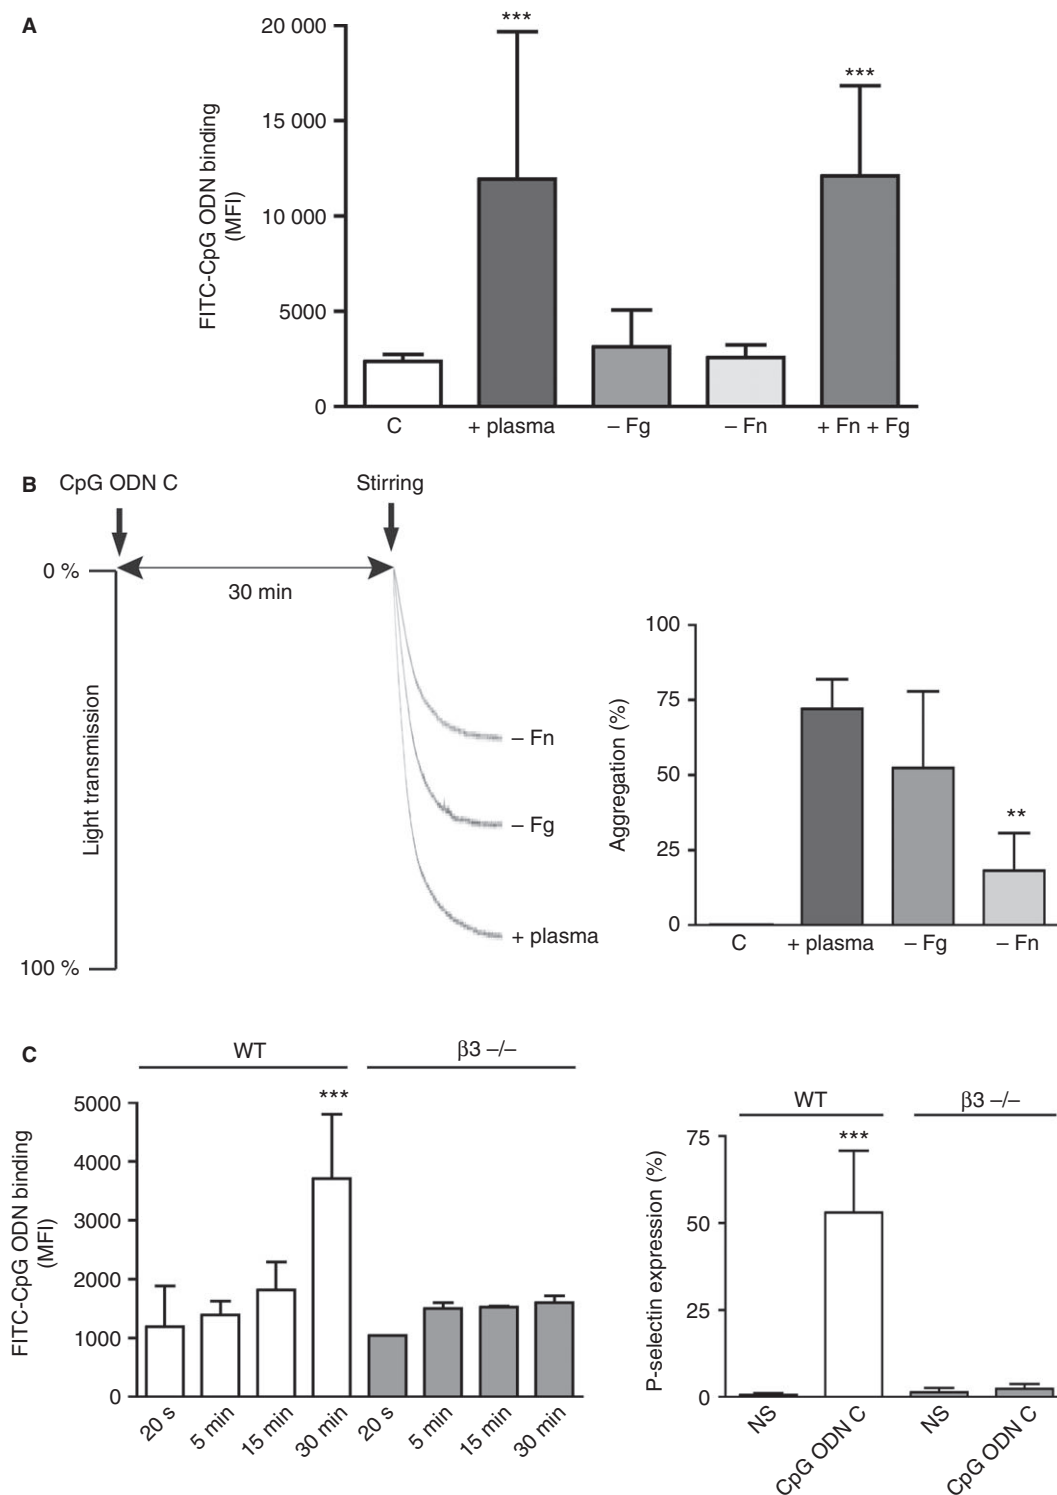 A
20 000
15 000
10 000
5000
0
FITC-CpG ODN binding
(MFI)
***
***
C
+ plasma
– Fg
– Fn
+ Fn + Fg
B
CpG ODN C
Stirring
0 %
30 min
Light transmission
100 %
– Fn
– Fg
+ plasma
100
75
50
25
0
Aggregation (%)
**
C
+ plasma
– Fg
– Fn
C
WT
β3 –/–
***
5000
4000
3000
2000
1000
0
FITC-CpG ODN binding
(MFI)
20 s
5 min
15 min
30 min
20 s
5 min
15 min
30 min
WT
β3 –/–
***
75
50
25
0
P-selectin expression (%)
NS
CpG ODN C
NS
CpG ODN C